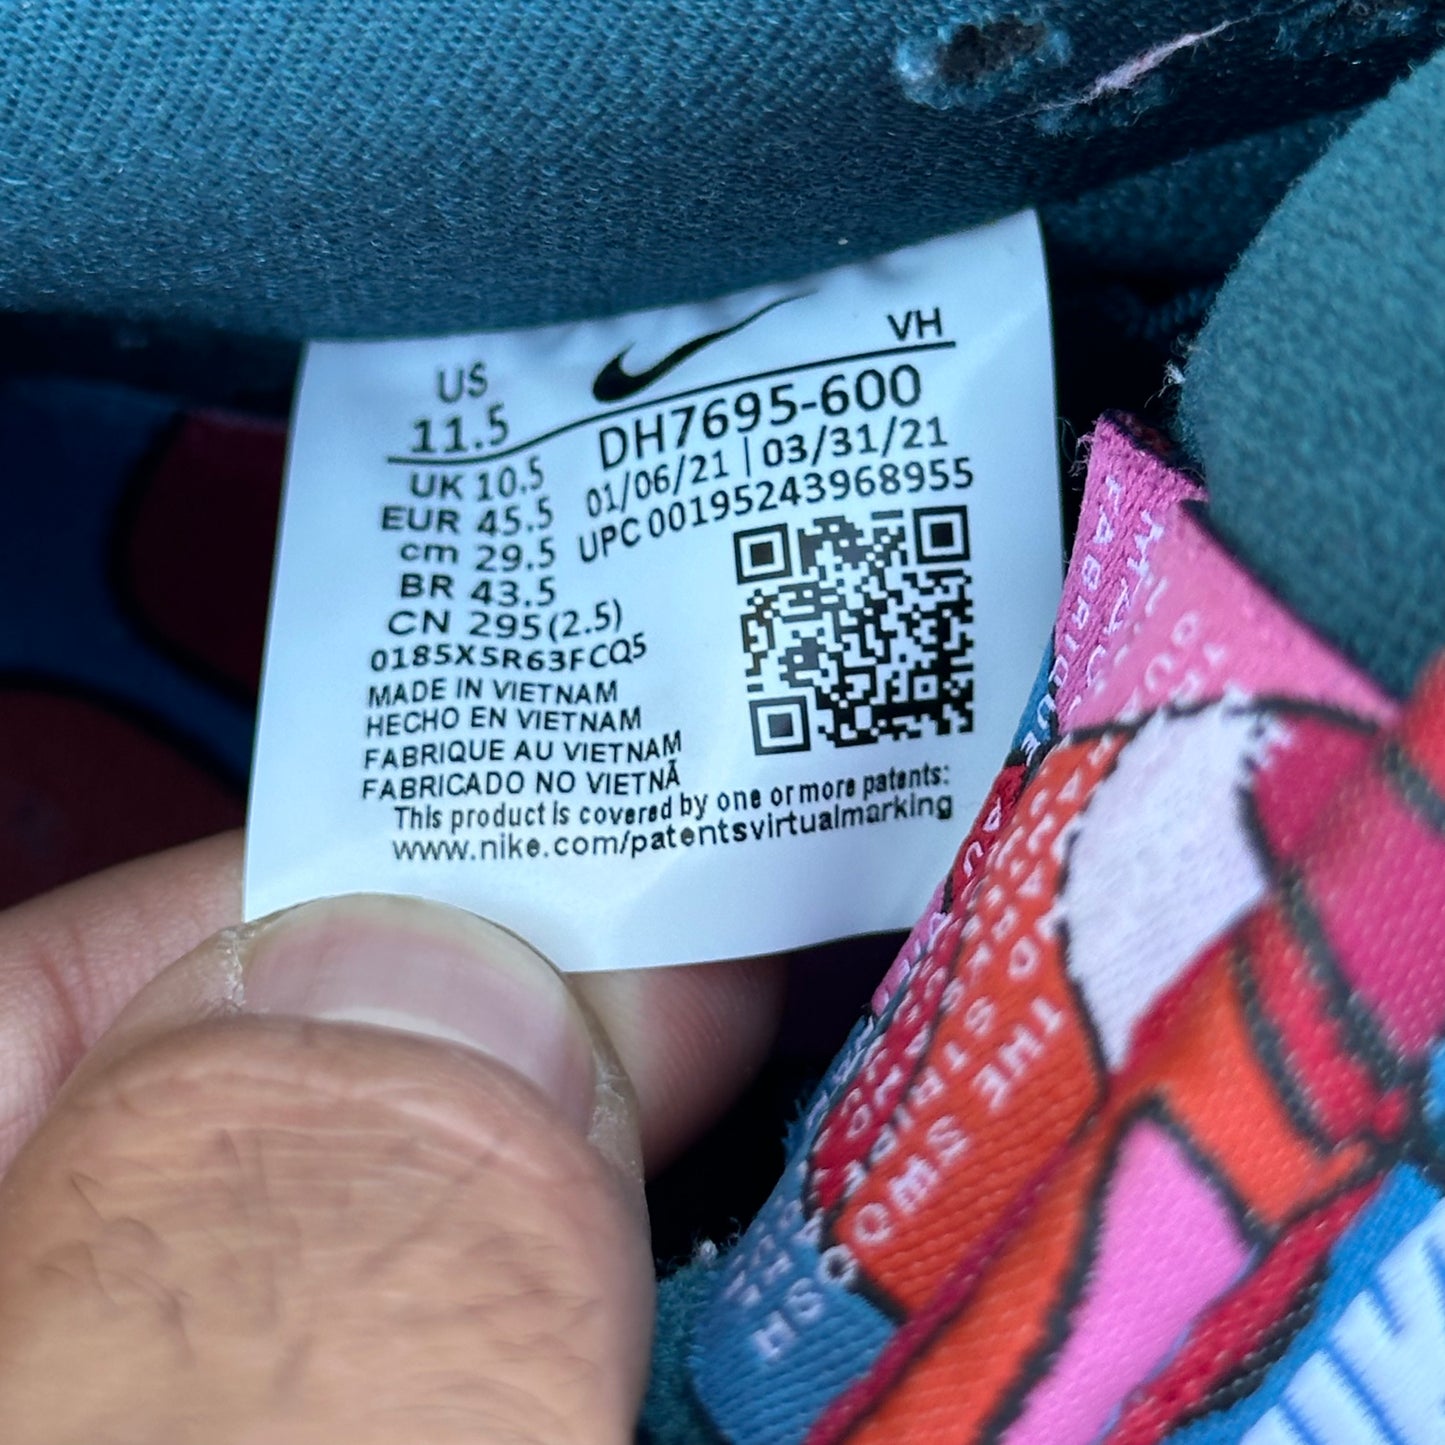 VH
US
11.5
DH7695-600
01/06/21 | 03/31/21
UPC 00195243968955
UK 10.5
EUR 45.5
cm 29.5
BR 43.5
CN 295(2.5)
0185X5R63FCQ5
MADE IN VIETNAM
HECHO EN VIETNAM
FABRIQUE AU VIETNAM
FABRICADO NO VIETNÃ
This product is covered by one or more patents:
www.nike.com/patentsvirtualmarking
THE SWOOSH